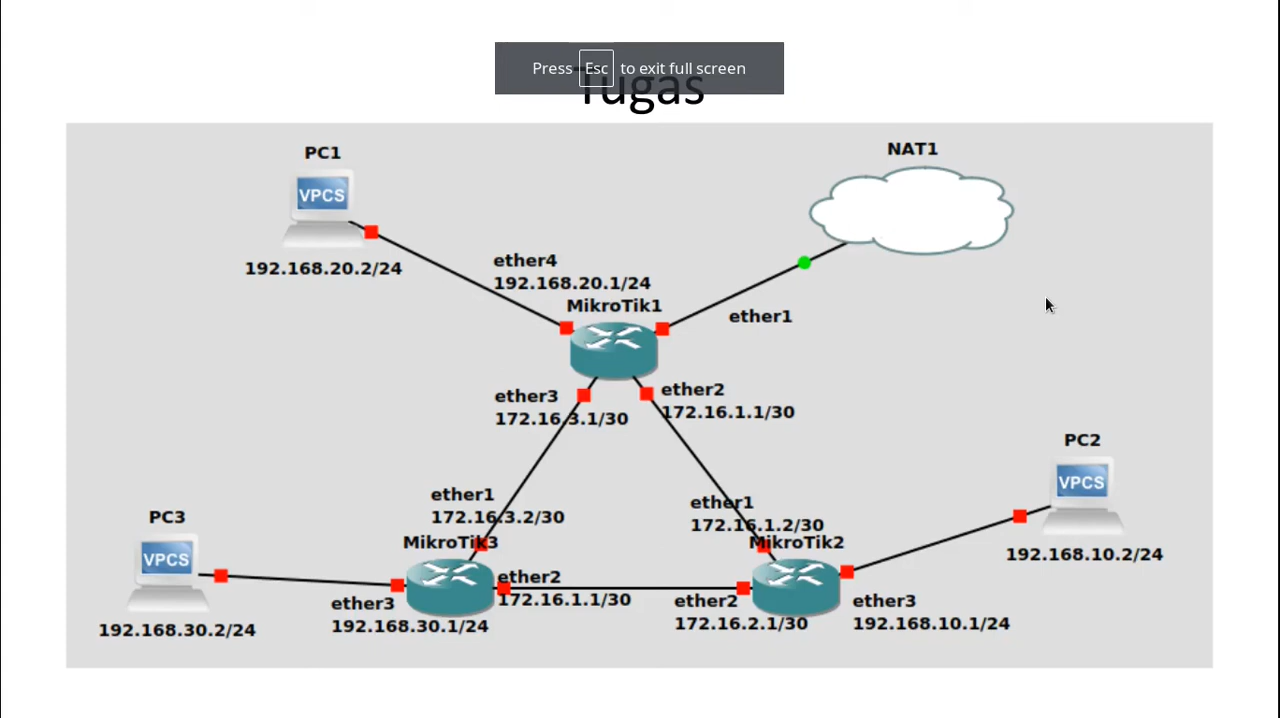 Press Esc to exit full screen
Tugas
PC1
VPCS
192.168.20.2/24
NAT1
ether4
192.168.20.1/24
MikroTik1
ether1
ether3
172.16.3.1/30
ether2
172.16.1.1/30
PC2
VPCS
192.168.10.2/24
ether1
172.16.3.2/30
MikroTik3
ether1
172.16.1.2/30
MikroTik2
PC3
VPCS
192.168.30.2/24
ether3
192.168.30.1/24
ether2
172.16.1.1/30
ether2
172.16.2.1/30
ether3
192.168.10.1/24